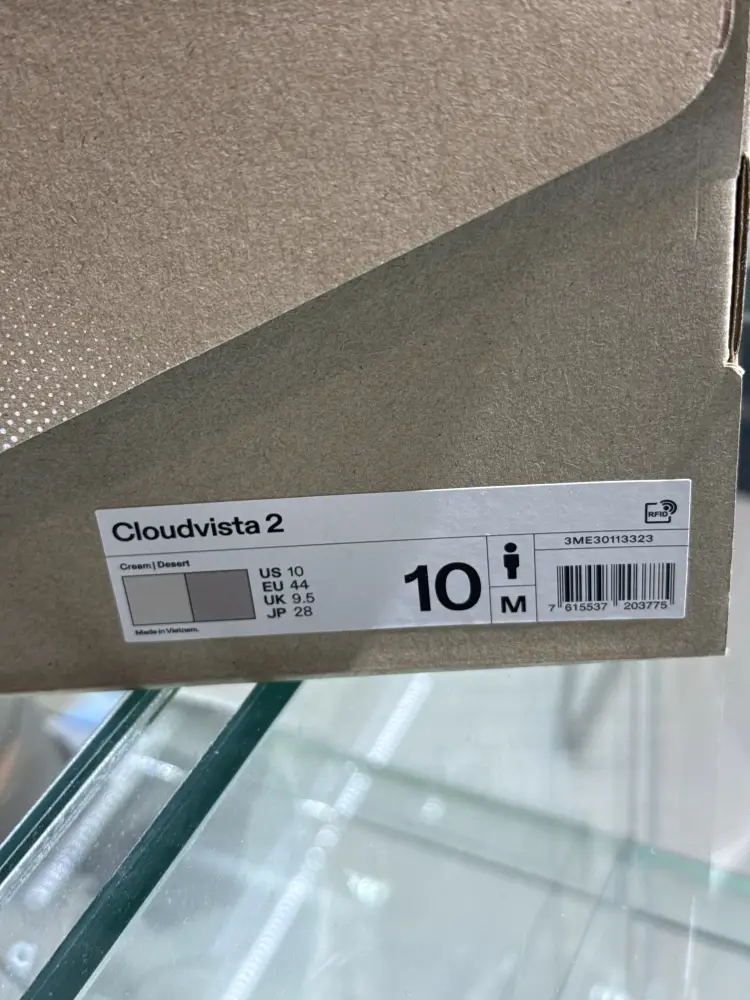 Cloudvista 2
RFID
3ME30113323
Cream | Desert
US 10
EU 44
UK 9.5
JP 28
10
M
7 615537 203775
Made in Vietnam.